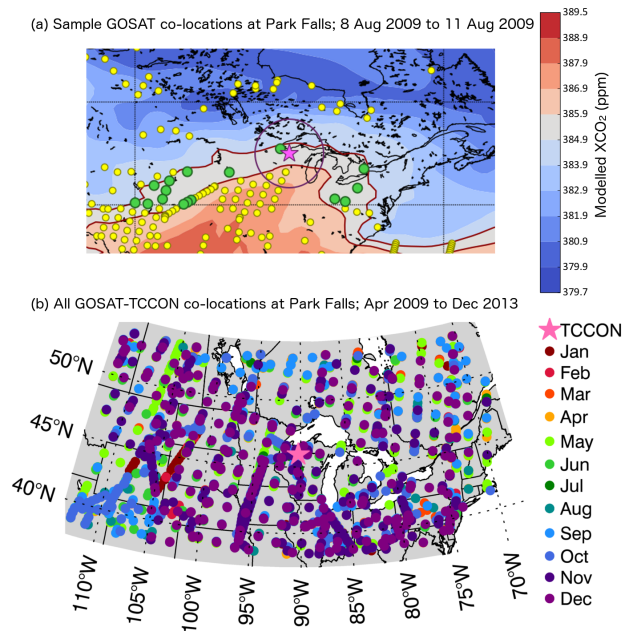 (a) Sample GOSAT co-locations at Park Falls; 8 Aug 2009 to 11 Aug 2009
389.5
388.7
387.9
386.9
385.9
384.9
383.9
382.9
381.9
380.9
379.9
379.7
Modelled XCO₂ (ppm)
(b) All GOSAT-TCCON co-locations at Park Falls; Apr 2009 to Dec 2013
TCCON
Jan
Feb
Mar
Apr
May
Jun
Jul
Aug
Sep
Oct
Nov
Dec
50°N
45°N
40°N
110°W
105°W
100°W
95°W
90°W
85°W
80°W
75°W
70°W